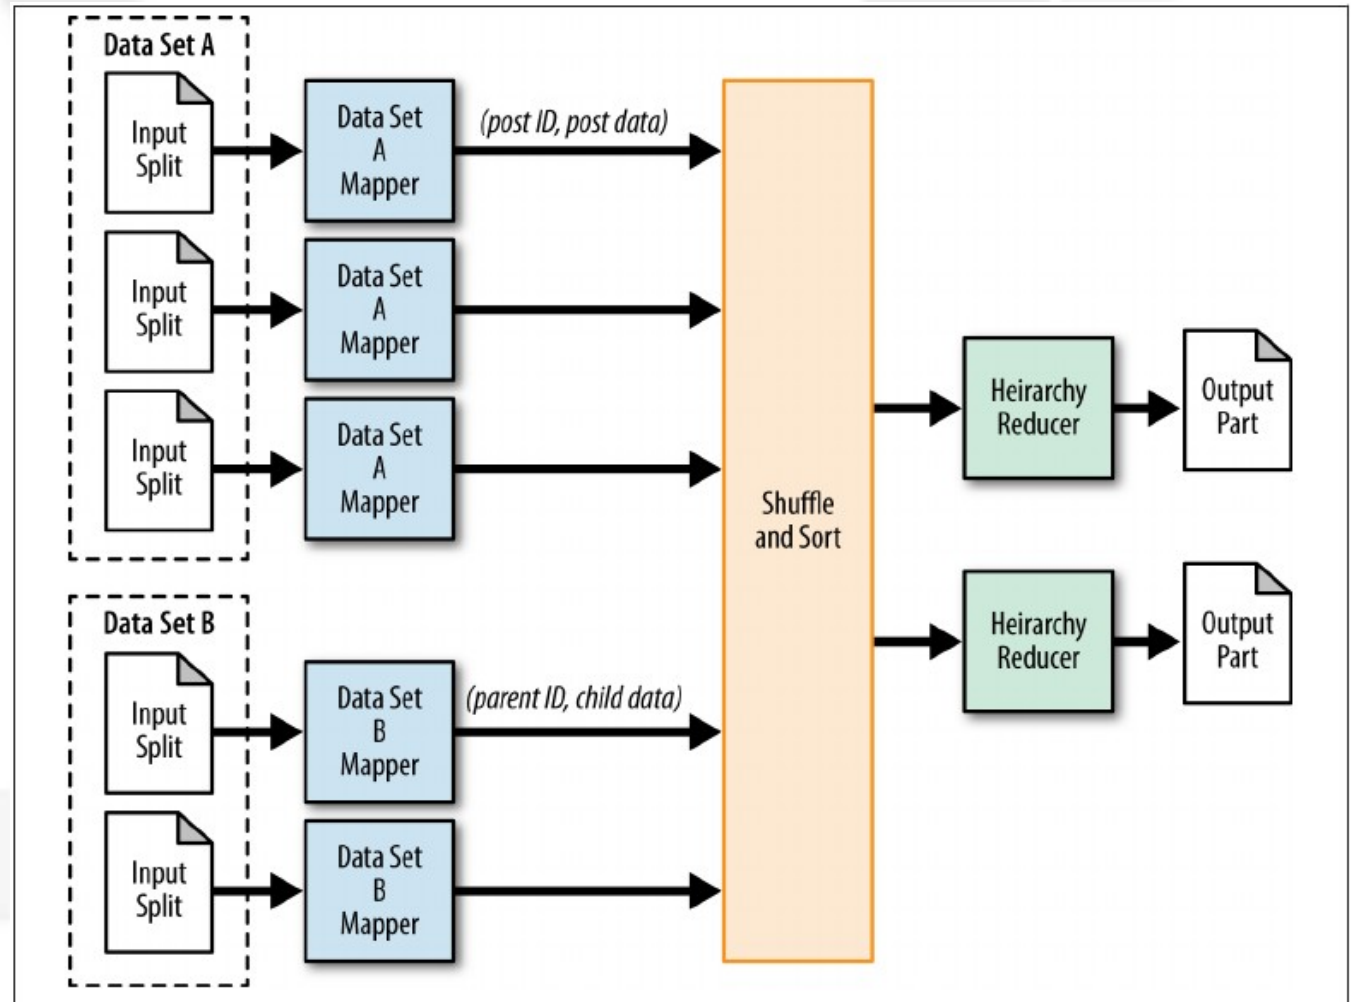 Data Set A
Input
Split
Data Set
A
Mapper
(post ID, post data)
Input
Split
Data Set
A
Mapper
Input
Split
Data Set
A
Mapper
Shuffle
and Sort
Heirarchy
Reducer
Output
Part
Heirarchy
Reducer
Output
Part
Data Set B
Input
Split
Data Set
B
Mapper
(parent ID, child data)
Input
Split
Data Set
B
Mapper